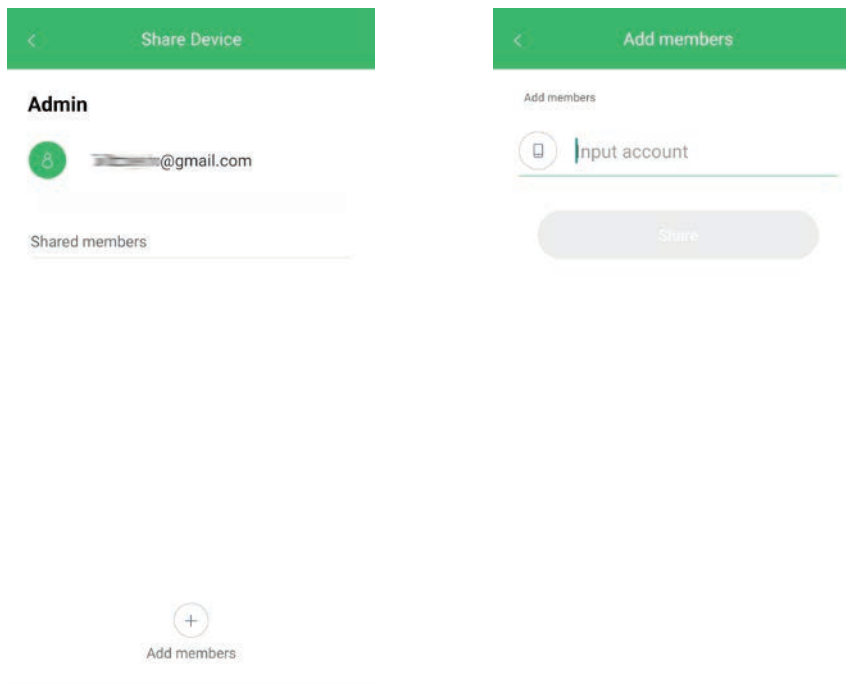 Share Device
Admin
@gmail.com
Shared members
Add members
Add members
Add members
Input account
Share